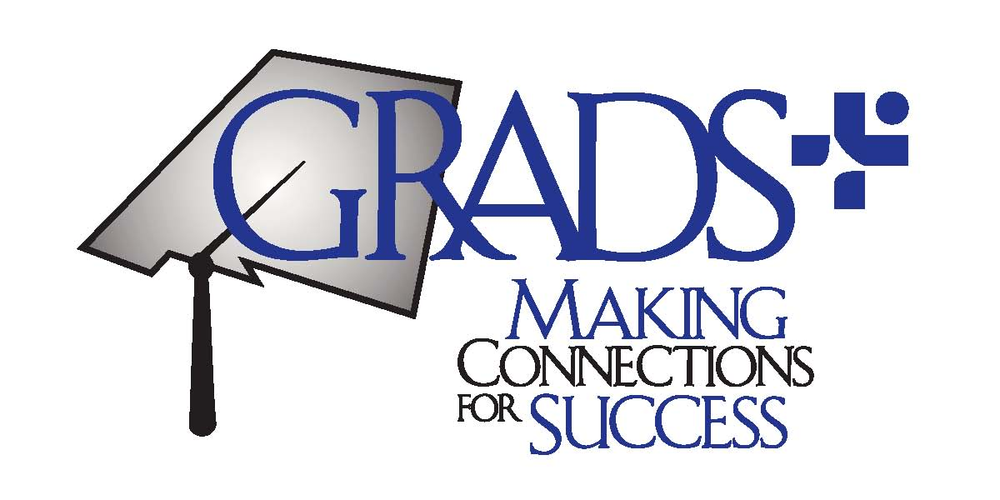 GRADS
MAKING
CONNECTIONS
FOR SUCCESS